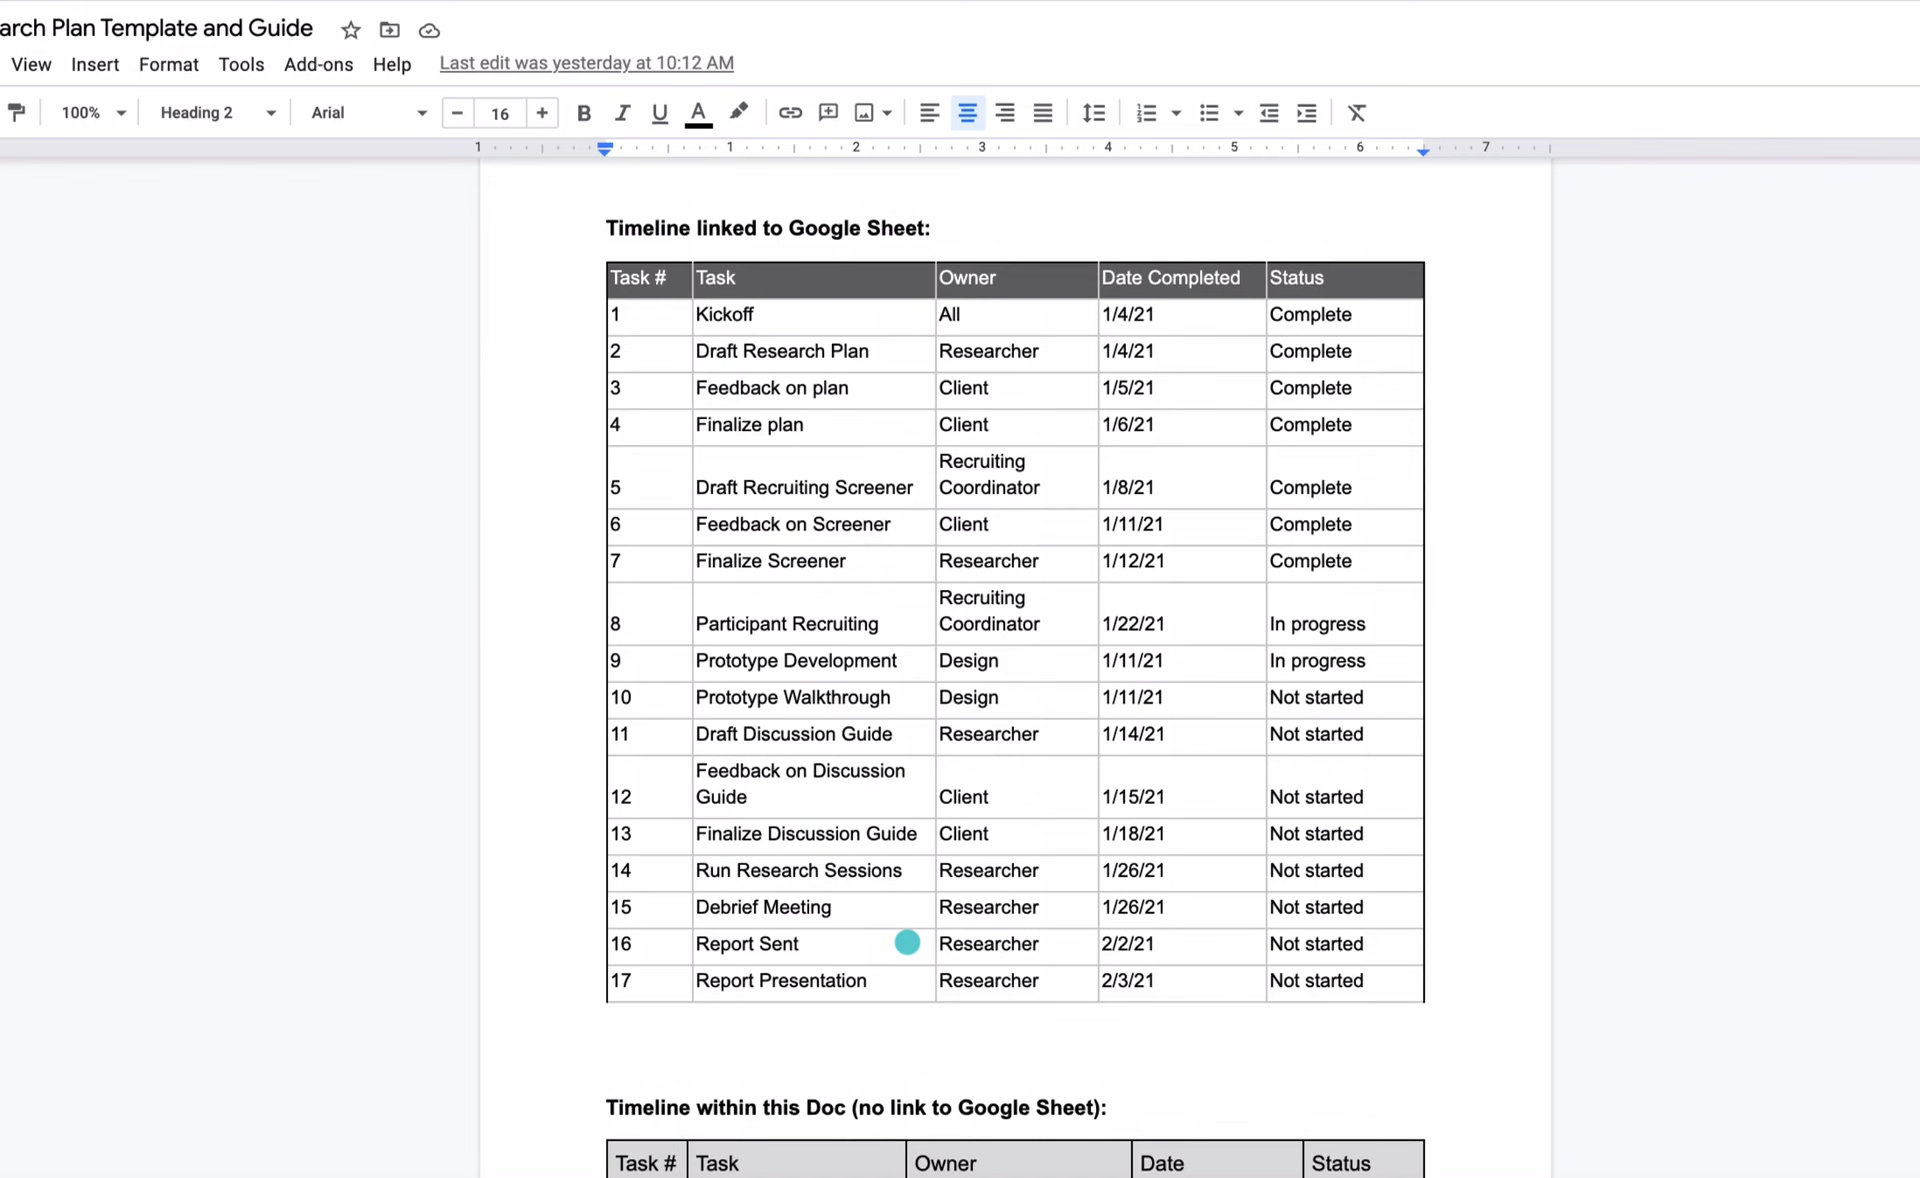 arch Plan Template and Guide
View Insert Format Tools Add-ons Help Last edit was yesterday at 10:12 AM
100% Heading 2 Arial − 16 + B I U A
1 1 2 3 4 5 6 7
Timeline linked to Google Sheet:
Task # Task Owner Date Completed Status
1 Kickoff All 1/4/21 Complete
2 Draft Research Plan Researcher 1/4/21 Complete
3 Feedback on plan Client 1/5/21 Complete
4 Finalize plan Client 1/6/21 Complete
Recruiting
5 Draft Recruiting Screener Coordinator 1/8/21 Complete
6 Feedback on Screener Client 1/11/21 Complete
7 Finalize Screener Researcher 1/12/21 Complete
Recruiting
8 Participant Recruiting Coordinator 1/22/21 In progress
9 Prototype Development Design 1/11/21 In progress
10 Prototype Walkthrough Design 1/11/21 Not started
11 Draft Discussion Guide Researcher 1/14/21 Not started
Feedback on Discussion
12 Guide Client 1/15/21 Not started
13 Finalize Discussion Guide Client 1/18/21 Not started
14 Run Research Sessions Researcher 1/26/21 Not started
15 Debrief Meeting Researcher 1/26/21 Not started
16 Report Sent Researcher 2/2/21 Not started
17 Report Presentation Researcher 2/3/21 Not started
Timeline within this Doc (no link to Google Sheet):
Task # Task Owner Date Status